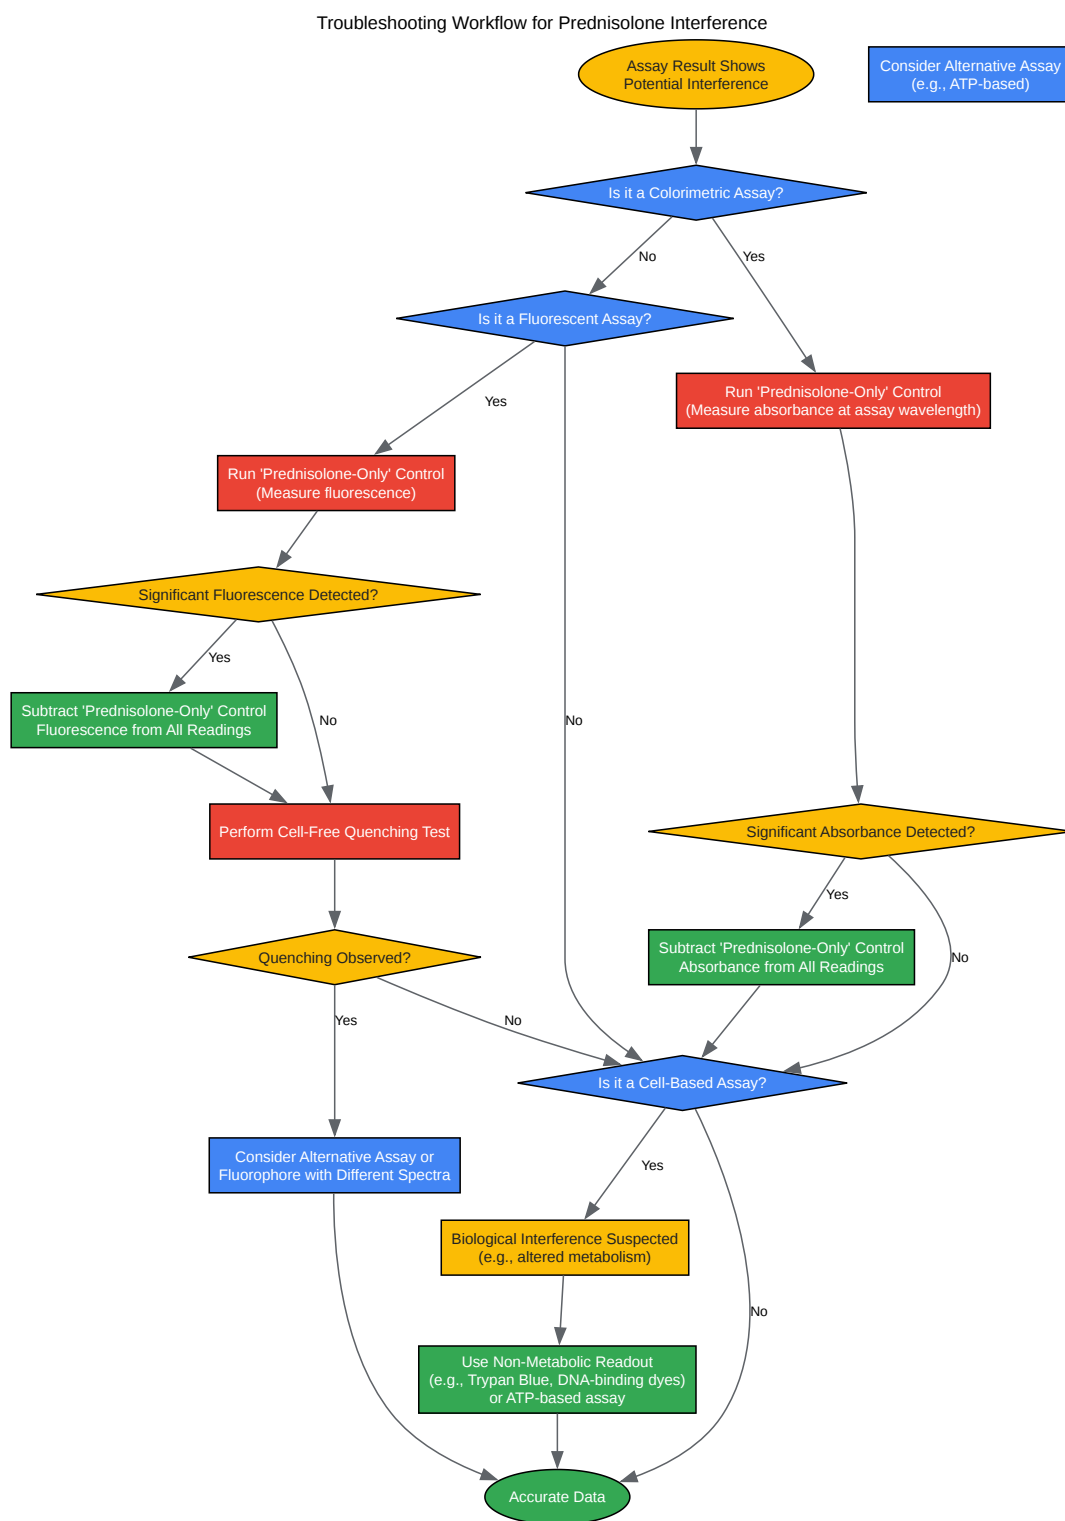 Troubleshooting Workflow for Prednisolone Interference
Assay Result Shows
Potential Interference
Consider Alternative Assay
(e.g., ATP-based)
Is it a Colorimetric Assay?
No
Yes
Is it a Fluorescent Assay?
Run 'Prednisolone-Only' Control
(Measure absorbance at assay wavelength)
Yes
Run 'Prednisolone-Only' Control
(Measure fluorescence)
Significant Fluorescence Detected?
Yes
Subtract 'Prednisolone-Only' Control
Fluorescence from All Readings
No
No
Perform Cell-Free Quenching Test
Significant Absorbance Detected?
Yes
Subtract 'Prednisolone-Only' Control
Absorbance from All Readings
No
Quenching Observed?
Yes
No
Is it a Cell-Based Assay?
Consider Alternative Assay or
Fluorophore with Different Spectra
Yes
Biological Interference Suspected
(e.g., altered metabolism)
No
Use Non-Metabolic Readout
(e.g., Trypan Blue, DNA-binding dyes)
or ATP-based assay
Accurate Data